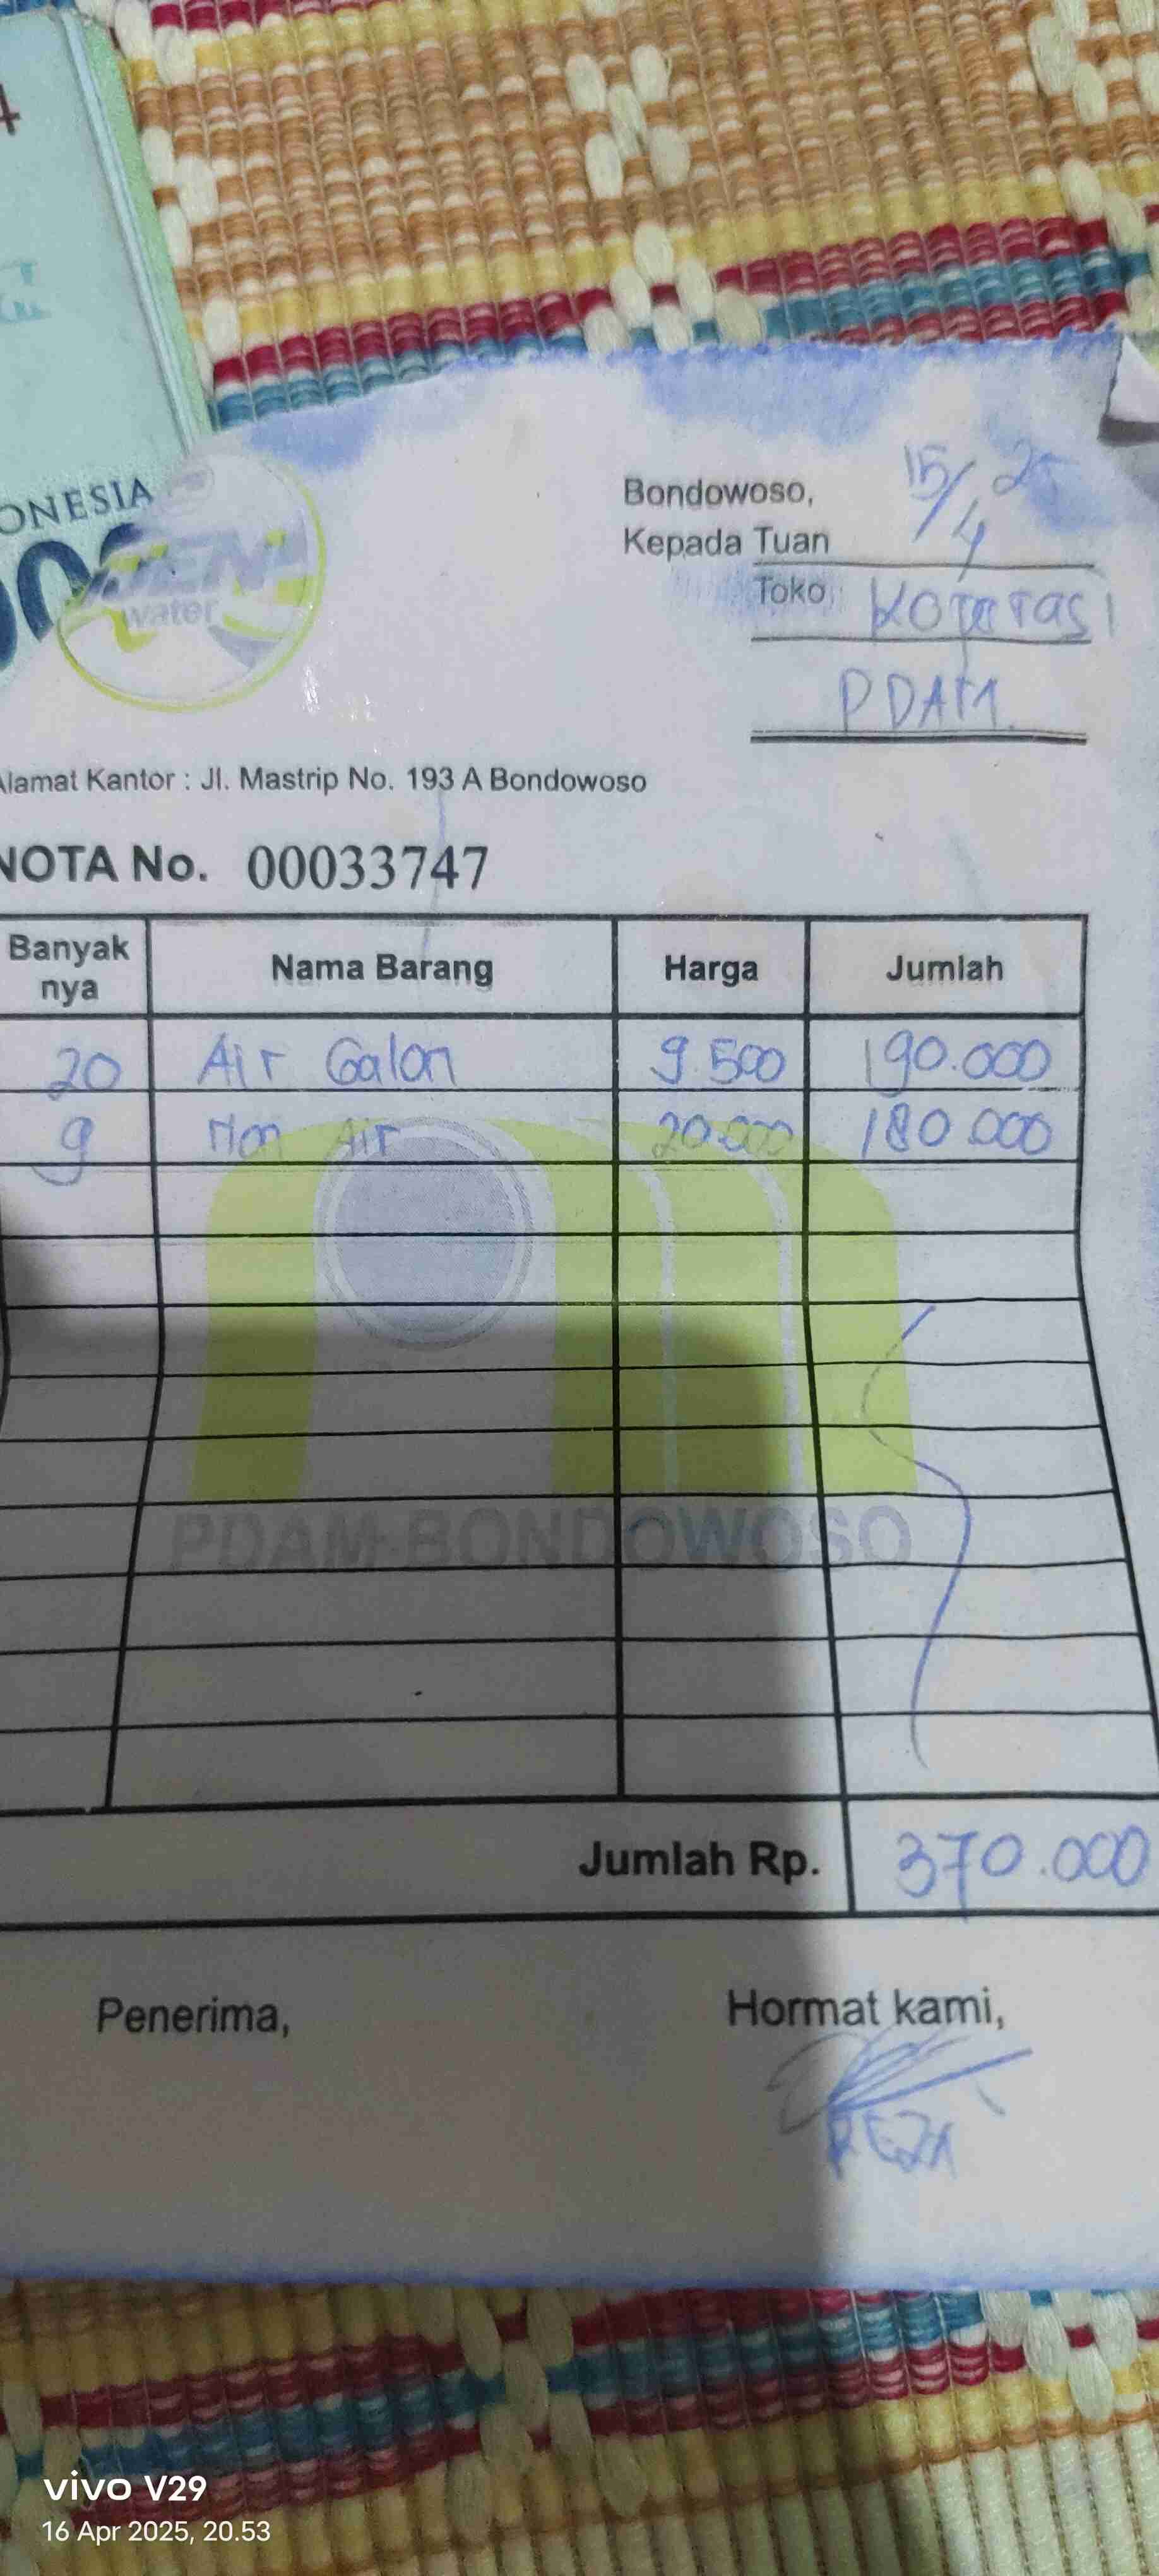 ONESIA
water
Bondowoso, 15/4 25
Kepada Tuan
Toko
PDAM
Alamat Kantor : Jl. Mastrip No. 193 A Bondowoso
NOTA No. 00033747
Banyak nya Nama Barang Harga Jumlah
20 Air Galon 9.500 190.000
9 Non Air 20.000 180.000
PDAM-BONDOWOSO
Jumlah Rp. 370.000
Penerima, Hormat kami,
REZA
vivo V29
16 Apr 2025, 20.53